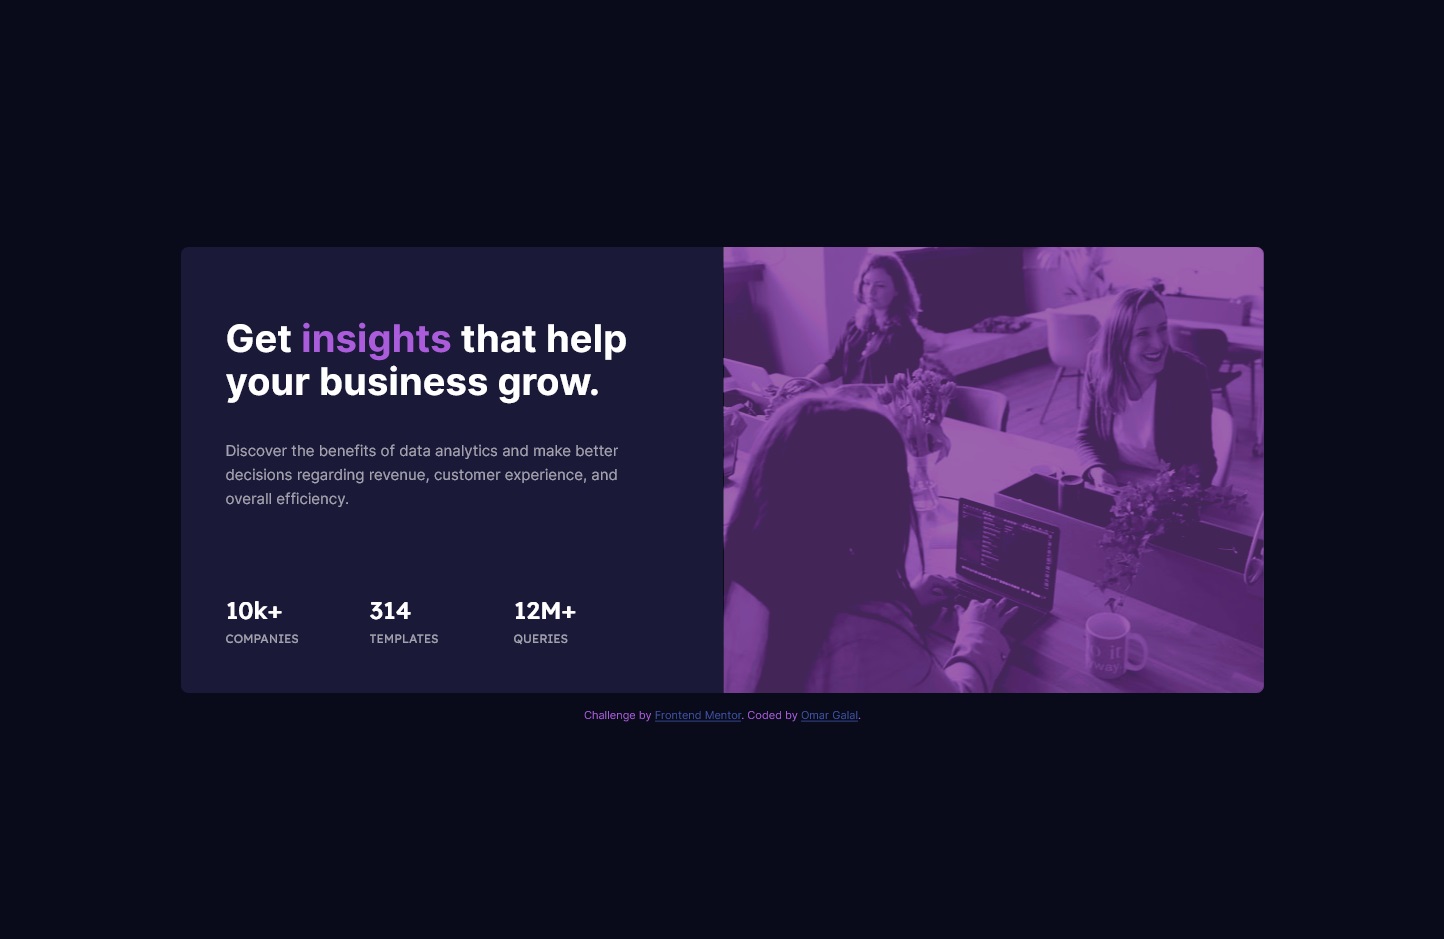 Get insights that help
your business grow.
Discover the benefits of data analytics and make better
decisions regarding revenue, customer experience, and
overall efficiency.
10k+
COMPANIES
314
TEMPLATES
12M+
QUERIES
Challenge by Frontend Mentor. Coded by Omar Galal.